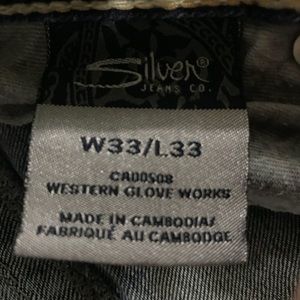 Silver®
JEANS CO.
W33/L33
CA00508
WESTERN GLOVE WORKS
MADE IN CAMBODIA/
FABRIQUÉ AU CAMBODGE